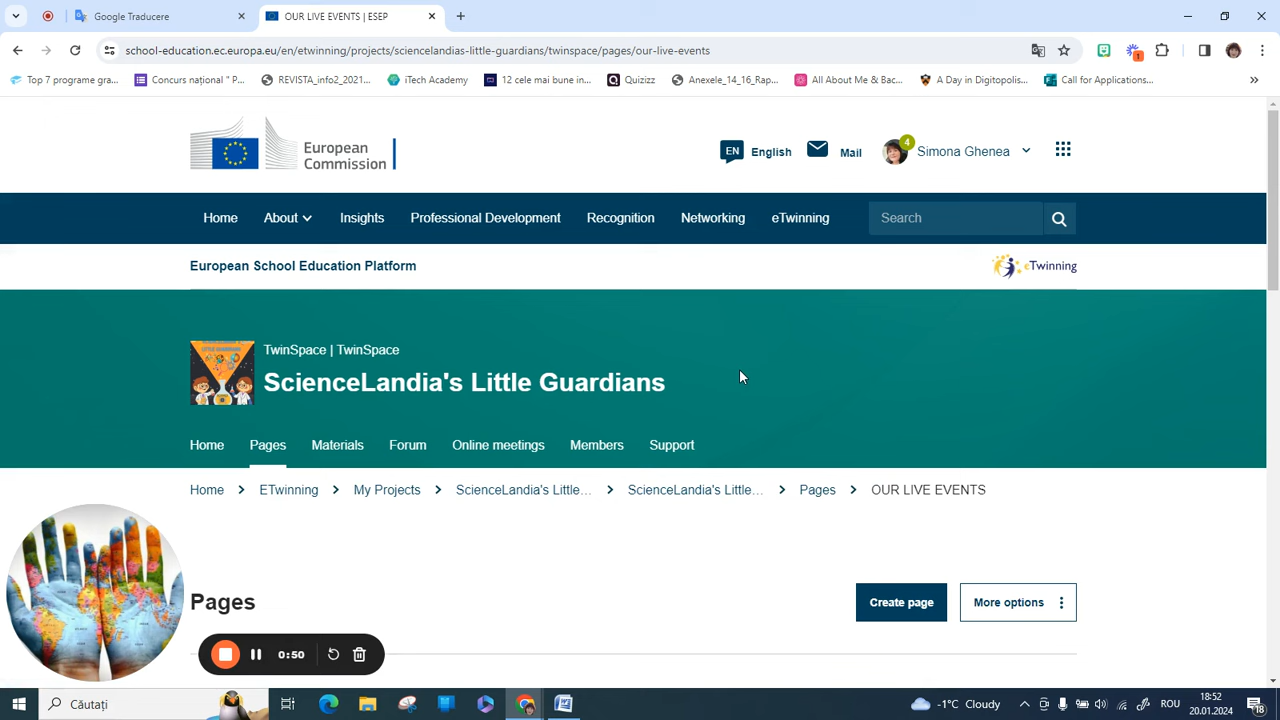 Google Traducere
OUR LIVE EVENTS | ESEP
school-education.ec.europa.eu/en/etwinning/projects/sciencelandias-little-guardians/twinspace/pages/our-live-events
1
Top 7 programe gra...
Concurs național " P...
REVISTA_info2_2021...
iTech Academy
12 cele mai bune in...
Quizizz
Anexele_14_16_Rap...
All About Me & Bac...
A Day in Digitopolis...
Call for Applications...
European
Commission
EN English
Mail
4
Simona Ghenea
Home
About
Insights
Professional Development
Recognition
Networking
eTwinning
Search
European School Education Platform
eTwinning
TwinSpace | TwinSpace
ScienceLandia's Little Guardians
Home
Pages
Materials
Forum
Online meetings
Members
Support
Home
ETwinning
My Projects
ScienceLandia's Little...
ScienceLandia's Little...
Pages
OUR LIVE EVENTS
Pages
Create page
More options
0:50
Căutați
-1°C Cloudy
ROU
18:52
20.01.2024
18